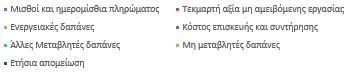 Μισθοί και ημερομίσθια πληρώματος
Τεκμαρτή αξία μη αμειβόμενης εργασίας
Ενεργειακές δαπάνες
Κόστος επισκευής και συντήρησης
Άλλες Μεταβλητές δαπάνες
Μη μεταβλητές δαπάνες
Ετήσια απομείωση